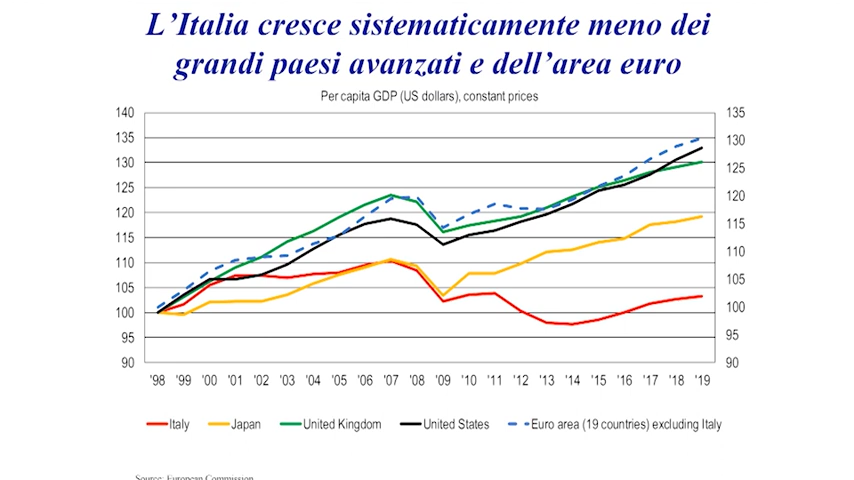 L’Italia cresce sistematicamente meno dei
grandi paesi avanzati e dell’area euro
Per capita GDP (US dollars), constant prices
140 135
135 130
130 125
125 120
120 115
115 110
110 105
105 100
100 95
95 90
90
'98 '99 '00 '01 '02 '03 '04 '05 '06 '07 '08 '09 '10 '11 '12 '13 '14 '15 '16 '17 '18 '19
Italy Japan United Kingdom United States Euro area (19 countries) excluding Italy
Source: European Commission